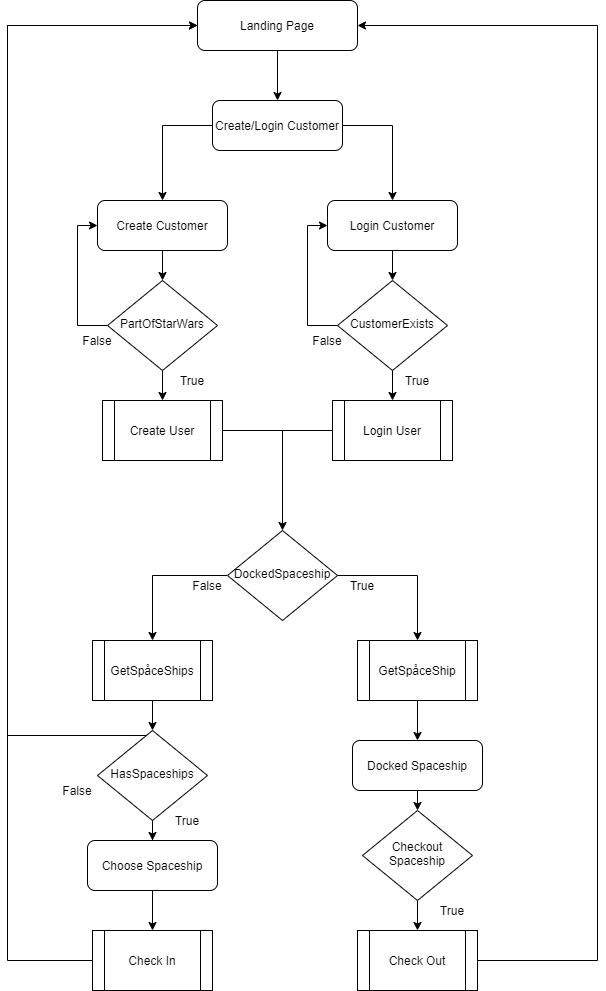 Landing Page
Create/Login Customer
Create Customer
Login Customer
PartOfStarWars
CustomerExists
False
False
True
True
Create User
Login User
DockedSpaceship
False
True
GetSpåceShips
GetSpåceShip
Docked Spaceship
HasSpaceships
False
True
Checkout
Spaceship
Choose Spaceship
True
Check In
Check Out